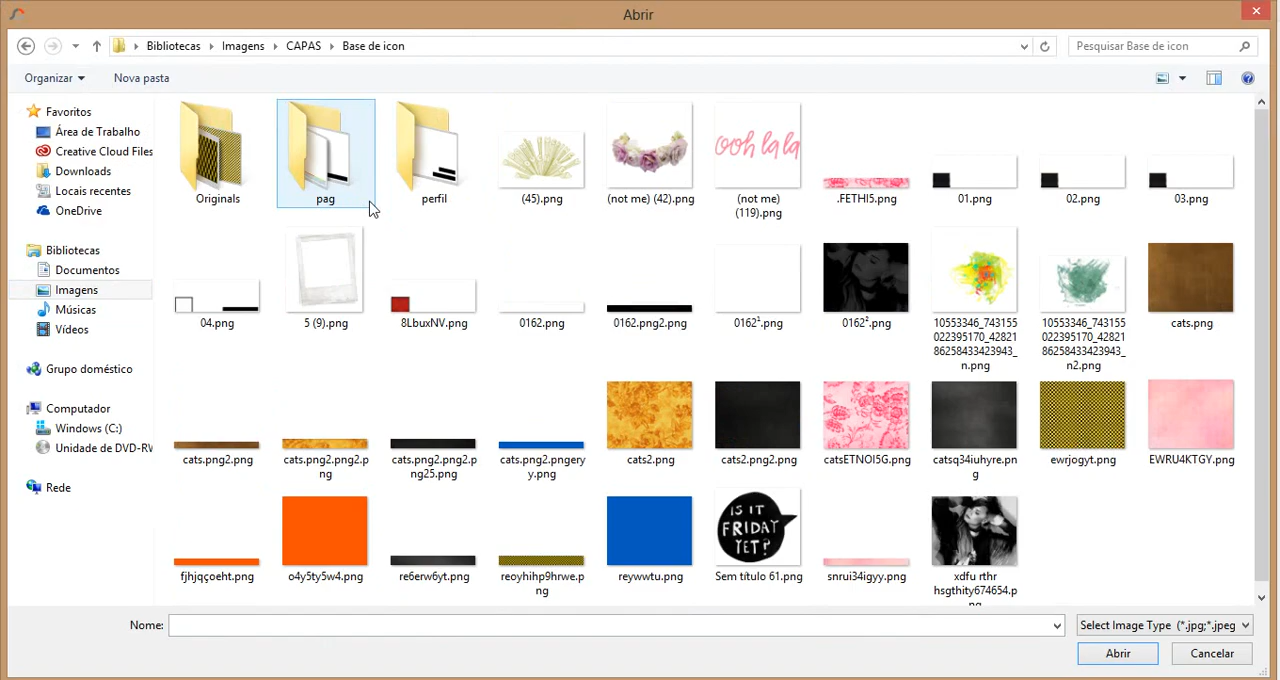 Abrir
Bibliotecas
Imagens
CAPAS
Base de icon
Pesquisar Base de icon
Organizar
Nova pasta
Favoritos
Área de Trabalho
Creative Cloud Files
Downloads
Locais recentes
OneDrive
Bibliotecas
Documentos
Imagens
Músicas
Vídeos
Grupo doméstico
Computador
Windows (C:)
Unidade de DVD-RW
Rede
Originals
pag
perfil
(45).png
(not me) (42).png
ooh la la
(not me)
(119).png
.FETHI5.png
01.png
02.png
03.png
04.png
5 (9).png
8LbuxNV.png
0162.png
0162.png2.png
0162¹.png
0162².png
10553346_743155
022395170_42821
86258433423943_
n.png
10553346_743155
022395170_42821
86258433423943_
n2.png
cats.png
cats.png2.png
cats.png2.png2.p
ng
cats.png2.png2.p
ng25.png
cats.png2.pngery
y.png
cats2.png
cats2.png2.png
catsETNOI5G.png
catsq34iuhyre.pn
g
ewrjogyt.png
EWRU4KTGY.png
fjhjqçoeht.png
o4y5ty5w4.png
re6erw6yt.png
reoyhihp9hrwe.p
ng
reywwtu.png
IS IT
FRIDAY
YET?
Sem título 61.png
snrui34igyy.png
xdfu rthr
hsgthity674654.p
ng
Nome:
Select Image Type (*.jpg;*.jpeg
Abrir
Cancelar